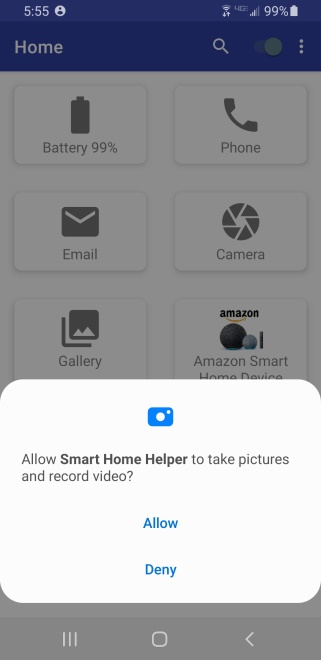 5:55
4GE 99%
Home
Battery 99%
Phone
Email
Camera
Gallery
amazon
Amazon Smart
Home Device
Allow Smart Home Helper to take pictures
and record video?
Allow
Deny